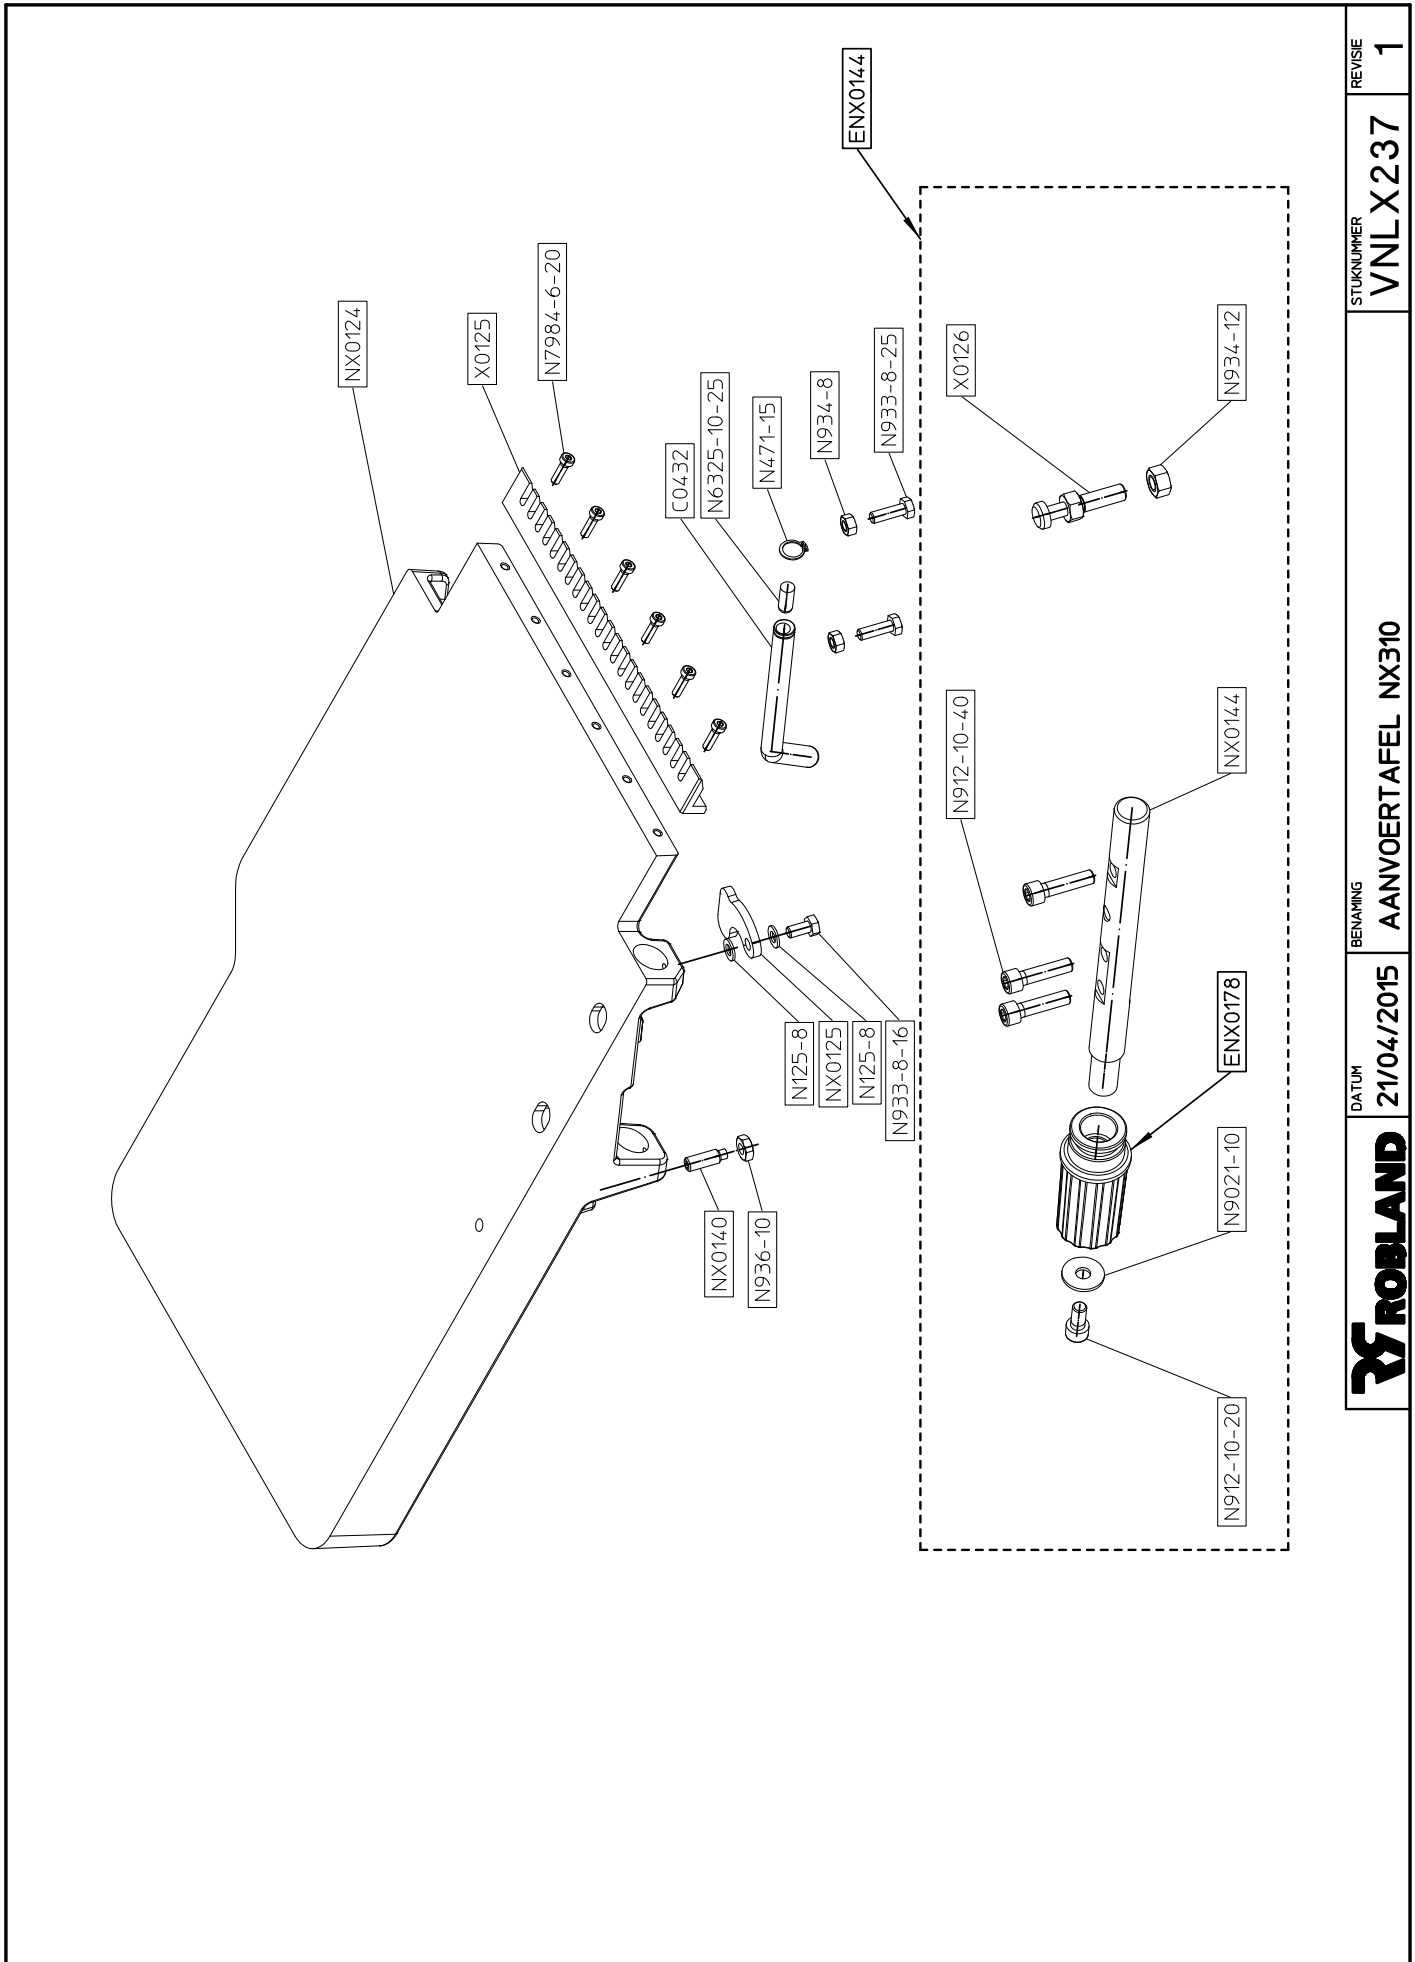 NX0124
X0125
N7984-6-20
C0432
N6325-10-25
N471-15
N934-8
N933-8-25
ENX0144
N125-8
NX0125
N125-8
N933-8-16
NX0140
N936-10
X0126
N934-12
N912-10-40
NX0144
ENX0178
N9021-10
N912-10-20
ROBLAND
DATUM
21/04/2015
BENAMING
AANVOERTAFEL NX310
STUKNUMMER
VNLX237
REVISIE
1